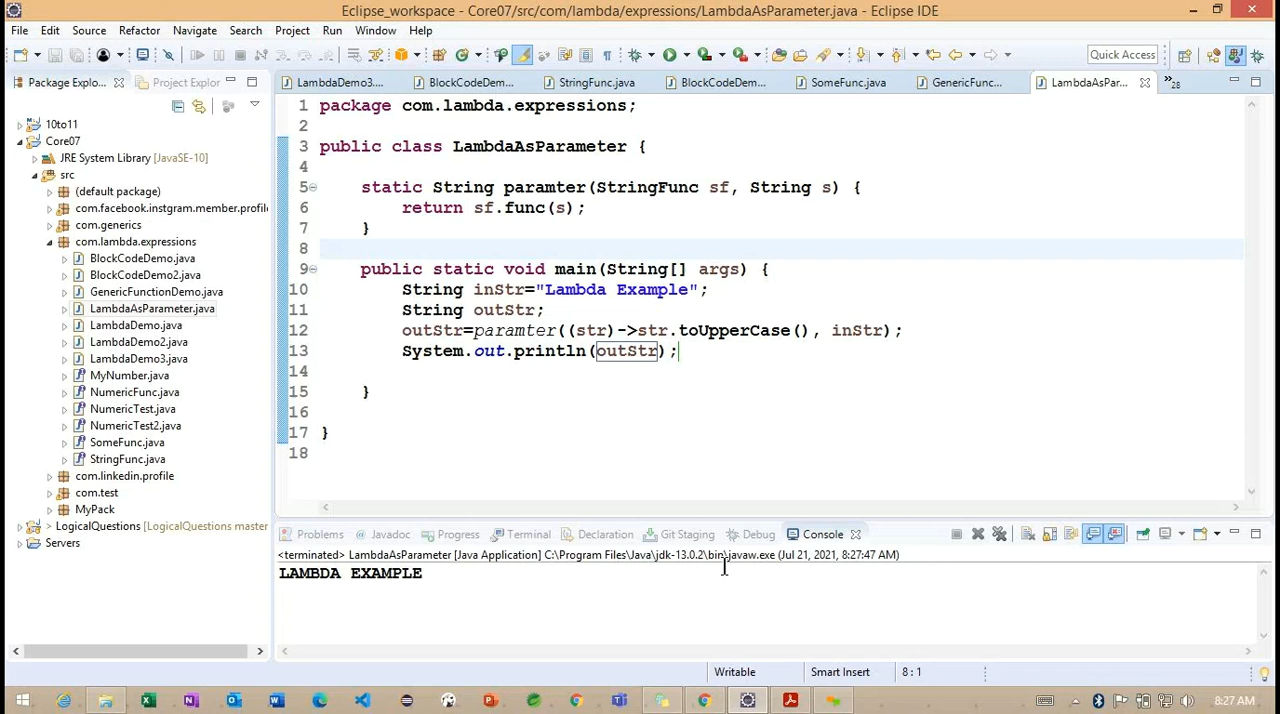 Eclipse_workspace - Core07/src/com/lambda/expressions/LambdaAsParameter.java - Eclipse IDE
File Edit Source Refactor Navigate Search Project Run Window Help
Quick Access
Package Explo... Project Explor
LambdaDemo3.... BlockCodeDem... StringFunc.java BlockCodeDem... SomeFunc.java GenericFunc... LambdaAsPar... »28
10to11
Core07
JRE System Library [JavaSE-10]
src
(default package)
com.facebook.instgram.member.profile
com.generics
com.lambda.expressions
BlockCodeDemo.java
BlockCodeDemo2.java
GenericFunctionDemo.java
LambdaAsParameter.java
LambdaDemo.java
LambdaDemo2.java
LambdaDemo3.java
MyNumber.java
NumericFunc.java
NumericTest.java
NumericTest2.java
SomeFunc.java
StringFunc.java
com.linkedin.profile
com.test
MyPack
> LogicalQuestions [LogicalQuestions master
Servers
1 package com.lambda.expressions;
2
3 public class LambdaAsParameter {
4
5 static String paramter(StringFunc sf, String s) {
6 return sf.func(s);
7 }
8
9 public static void main(String[] args) {
10 String inStr="Lambda Example";
11 String outStr;
12 outStr=paramter((str)->str.toUpperCase(), inStr);
13 System.out.println(outStr);
14
15 }
16
17 }
18
Problems Javadoc Progress Terminal Declaration Git Staging Debug Console
<terminated> LambdaAsParameter [Java Application] C:\Program Files\Java\jdk-13.0.2\bin\javaw.exe (Jul 21, 2021, 8:27:47 AM)
LAMBDA EXAMPLE
Writable Smart Insert 8 : 1
8:27 AM